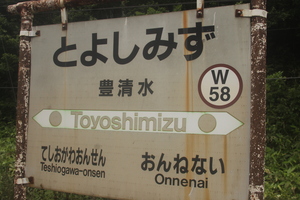 とよしみず
豊清水
W
58
Toyoshimizu
てしおがわおんせん
Teshiogawa-onsen
おんねない
Onnenai